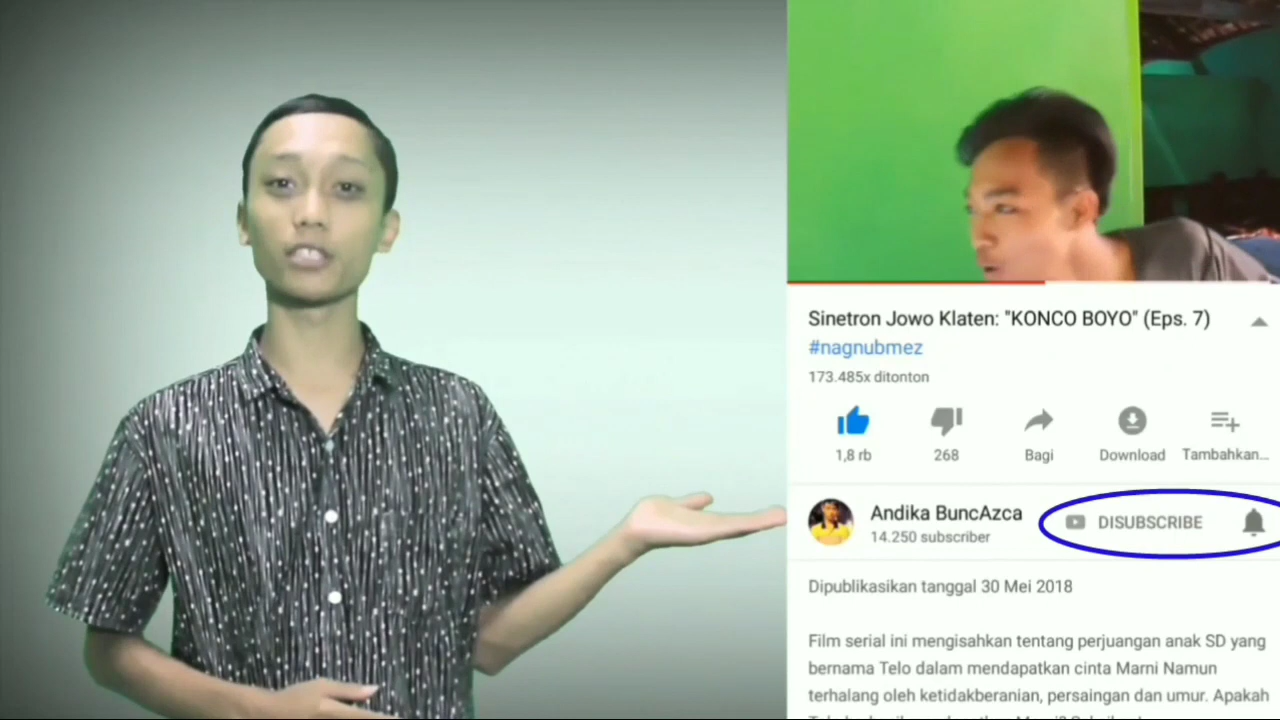 Sinetron Jowo Klaten: "KONCO BOYO" (Eps. 7)
#nagnubmez
173.485x ditonton
1,8 rb
268
Bagi
Download
Tambahkan...
Andika BuncAzca
14.250 subscriber
DISUBSCRIBE
Dipublikasikan tanggal 30 Mei 2018
Film serial ini mengisahkan tentang perjuangan anak SD yang
bernama Telo dalam mendapatkan cinta Marni Namun
terhalang oleh ketidakberanian, persaingan dan umur. Apakah